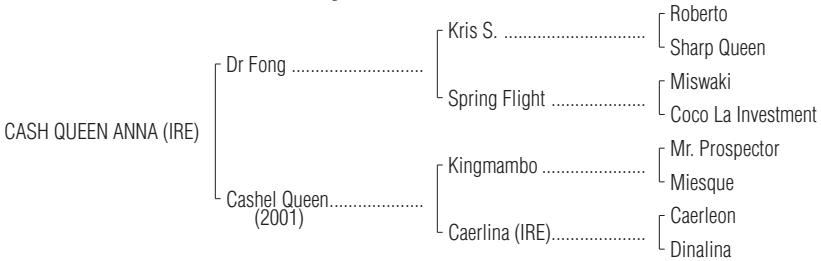 Roberto
Kris S. ..............................
Sharp Queen
Dr Fong ............................
Miswaki
Spring Flight ....................
Coco La Investment
CASH QUEEN ANNA (IRE)
Mr. Prospector
Kingmambo ......................
Miesque
Cashel Queen....................
(2001)
Caerleon
Caerlina (IRE)....................
Dinalina